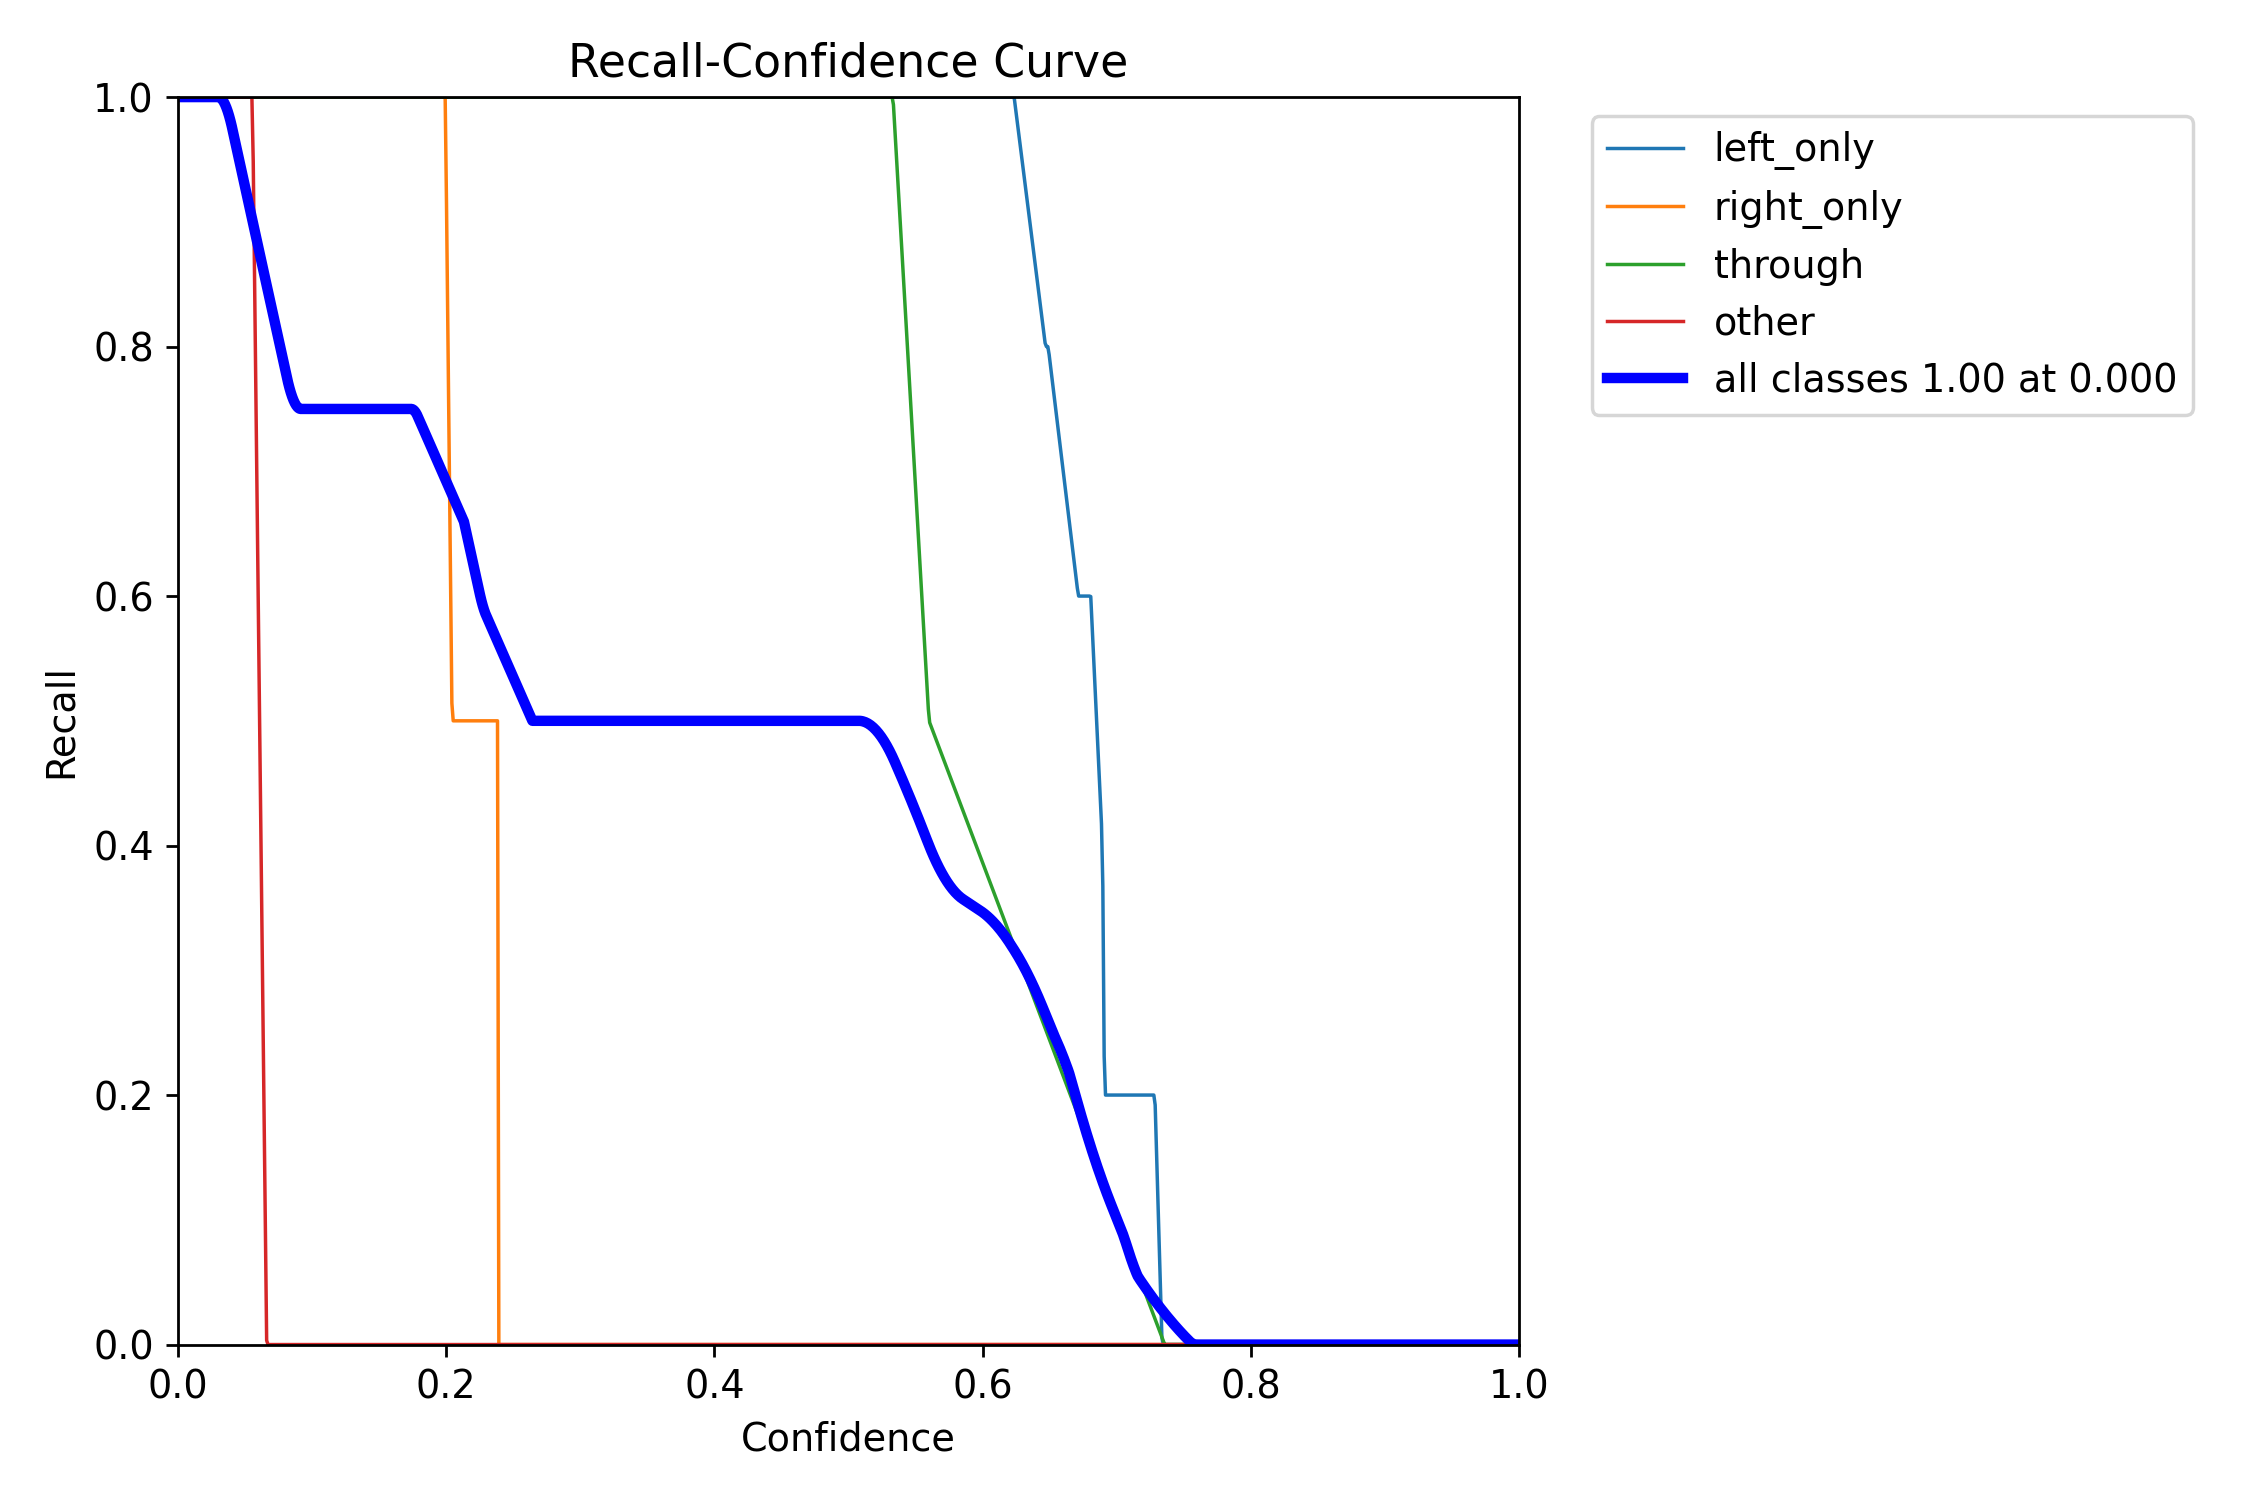 Recall-Confidence Curve
1.0
0.8
0.6
0.4
0.2
0.0
Recall
0.0 0.2 0.4 0.6 0.8 1.0
Confidence
left_only
right_only
through
other
all classes 1.00 at 0.000